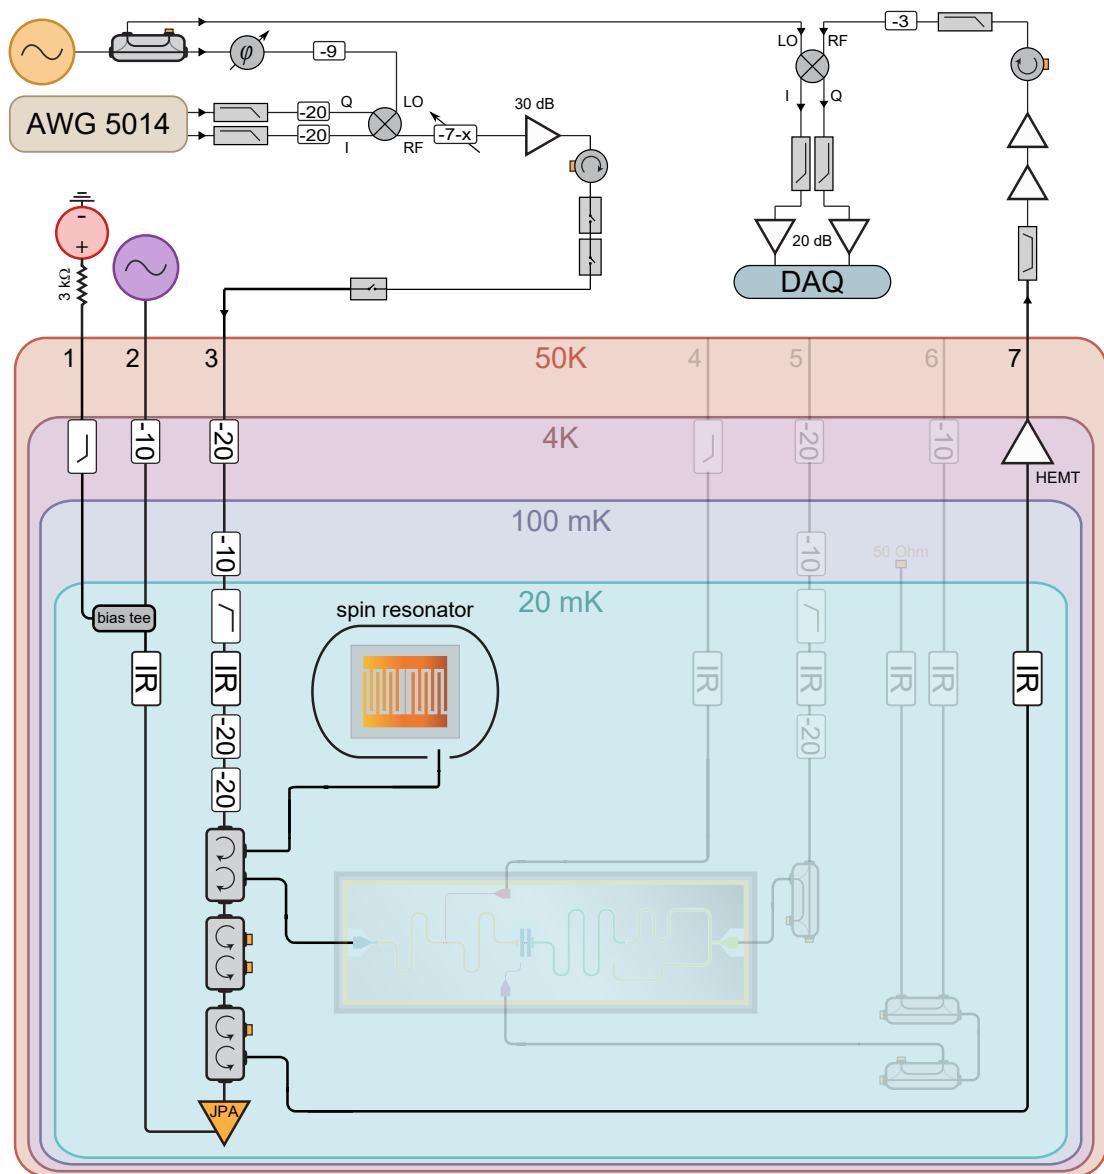 φ
-9
LO
RF
-3
AWG 5014
-20
Q
LO
-20
I
RF
-7-x
30 dB
I
Q
20 dB
DAQ
-
+
3 kΩ
1
2
3
50K
4
5
6
7
-10
-20
4K
-20
-10
HEMT
100 mK
-10
-10
50 Ohm
20 mK
bias tee
spin resonator
IR
IR
IR
IR
IR
IR
IR
-20
-20
-20
JPA